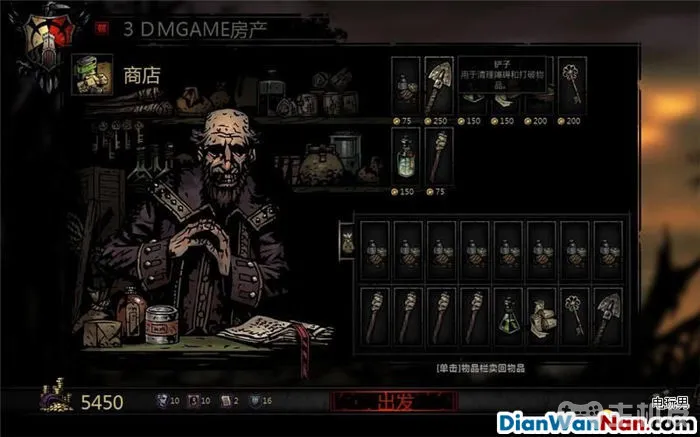 3 DMGAME房产
商店
铲子
用于清理障碍和打破物
品。
75 250 150 150 200 200
150 75
[单击]物品栏卖回物品
5450 10 10 2 16
出发
电玩男
DianWanNan.com